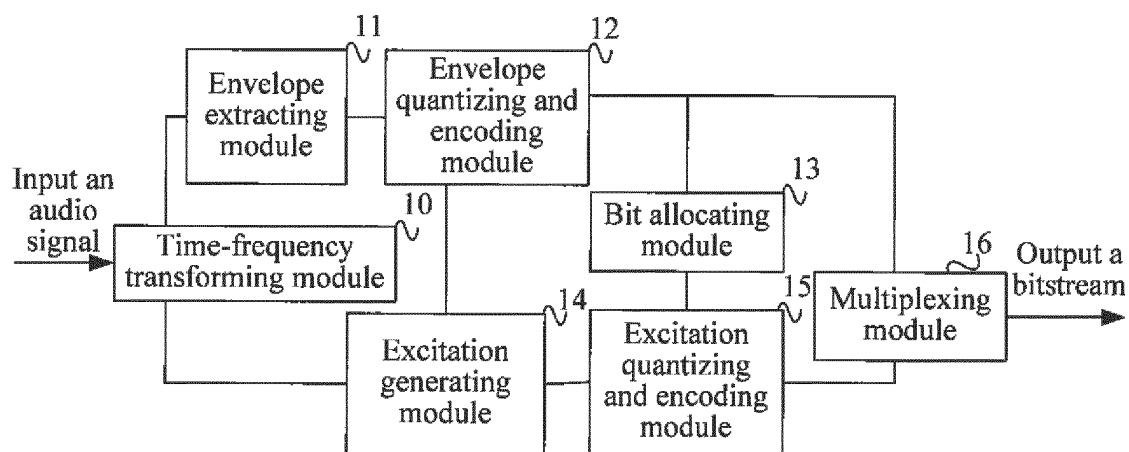 11
Envelope
extracting
module
12
Envelope
quantizing and
encoding
module
Input an
audio
signal
10
Time-frequency
transforming module
13
Bit allocating
module
14
Excitation
generating
module
15
Excitation
quantizing
and encoding
module
16
Multiplexing
module
Output a
bitstream